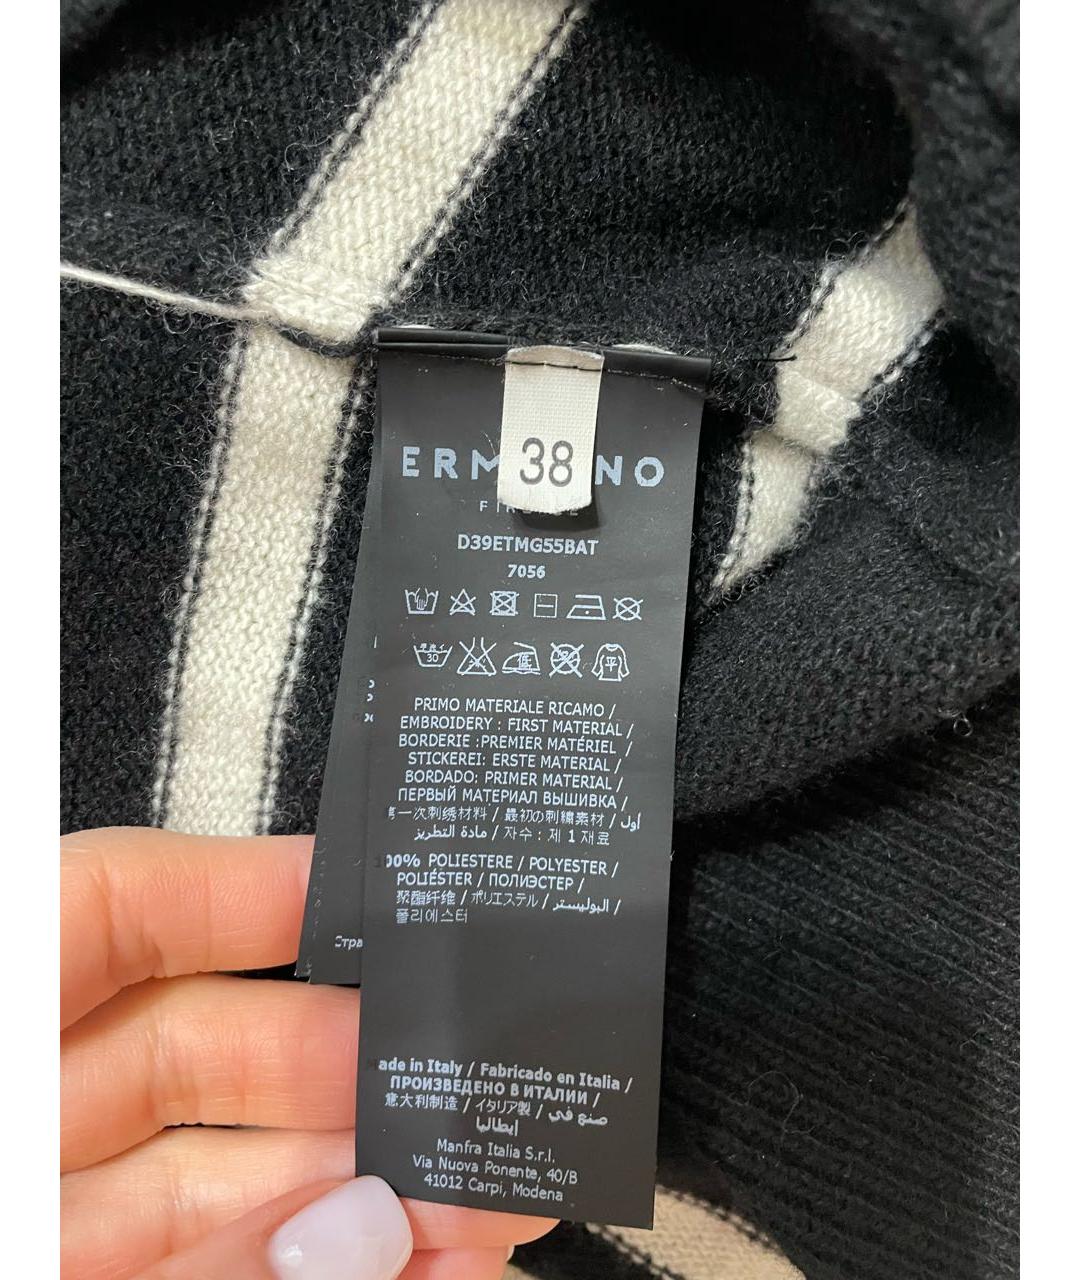 38
D39ETMG55BAT
7056
30
PRIMO MATERIALE RICAMO /
EMBROIDERY : FIRST MATERIAL /
BORDERIE :PREMIER MATÉRIEL /
STICKEREI: ERSTE MATERIAL /
BORDADO: PRIMER MATERIAL /
ПЕРВЫЙ МАТЕРИАЛ ВЫШИВКА /
第一次刺绣材料 / 最初の刺繍素材 / أول
مادة التطريز / 자수 : 제 1 재료
100% POLIESTERE / POLYESTER /
POLIÉSTER / ПОЛИЭСТЕР /
聚酯纤维 / ポリエステル / البوليستر /
폴리에스터
Made in Italy / Fabricado en Italia /
ПРОИЗВЕДЕНО В ИТАЛИИ /
意大利制造 / イタリア製 / صنع في
إيطاليا
Manfra Italia S.r.l.
Via Nuova Ponente, 40/B
41012 Carpi, Modena